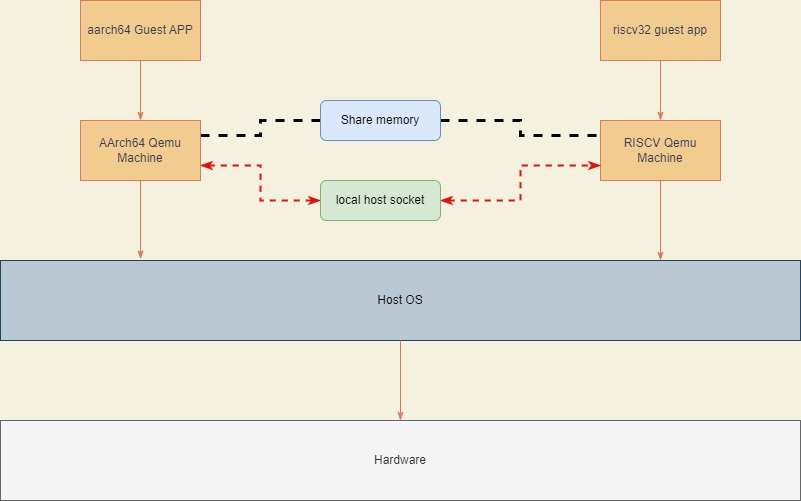 aarch64 Guest APP
riscv32 guest app
Share memory
AArch64 Qemu
Machine
RISCV Qemu
Machine
local host socket
Host OS
Hardware